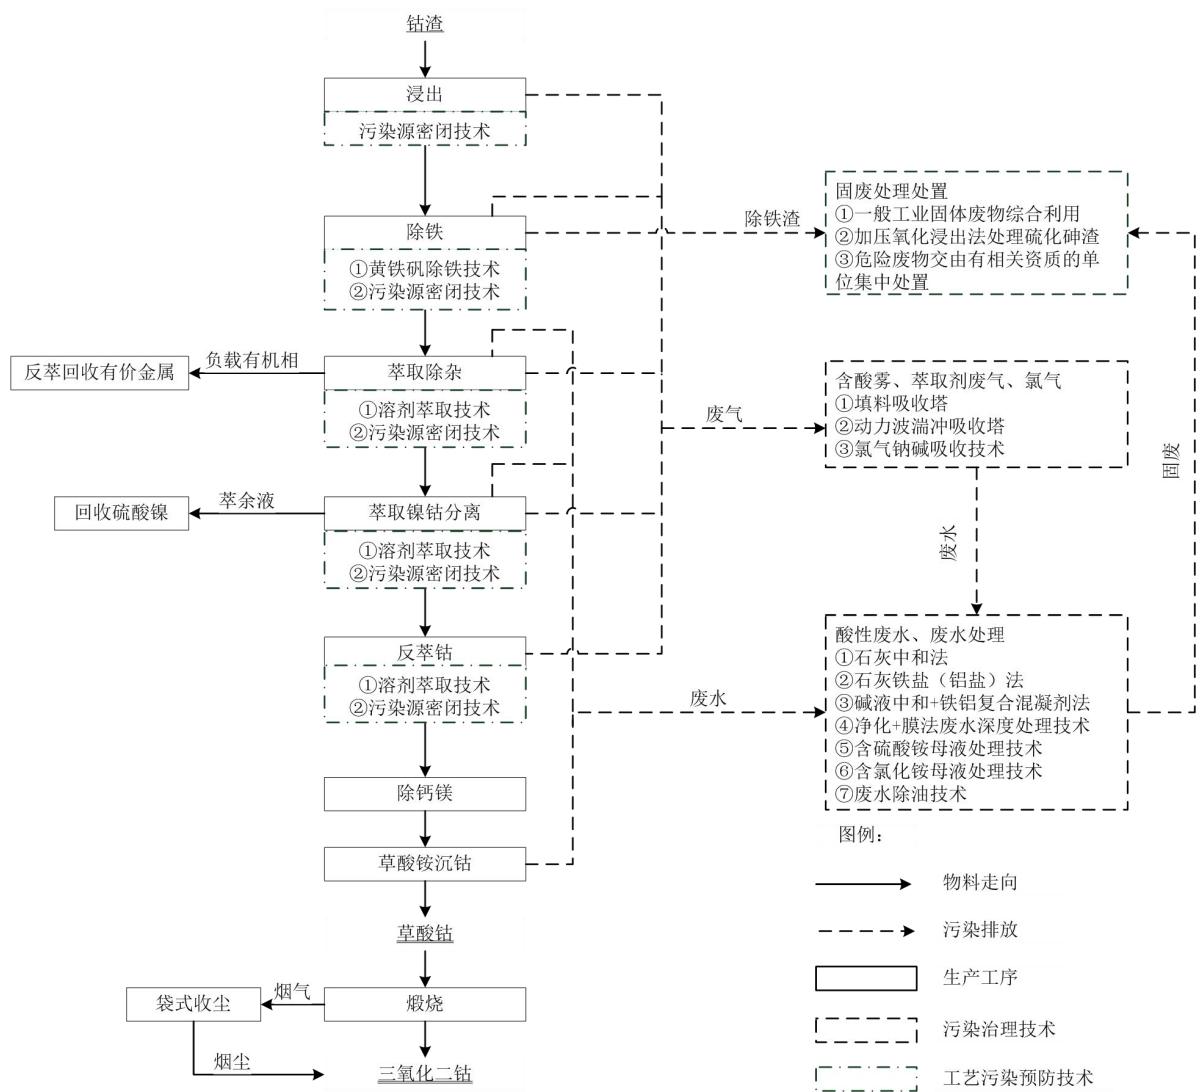 钴渣
浸出
污染源密闭技术
除铁
①黄铁矾除铁技术
②污染源密闭技术
除铁渣
固废处理处置
①一般工业固体废物综合利用
②加压氧化浸出法处理硫化砷渣
③危险废物交由有相关资质的单
位集中处置
反萃回收有价金属
负载有机相
萃取除杂
①溶剂萃取技术
②污染源密闭技术
废气
含酸雾、萃取剂废气、氯气
①填料吸收塔
②动力波湍冲吸收塔
③氯气钠碱吸收技术
固废
回收硫酸镍
萃余液
萃取镍钴分离
①溶剂萃取技术
②污染源密闭技术
废水
反萃钴
①溶剂萃取技术
②污染源密闭技术
废水
酸性废水、废水处理
①石灰中和法
②石灰铁盐（铝盐）法
③碱液中和+铁铝复合混凝剂法
④净化+膜法废水深度处理技术
⑤含硫酸铵母液处理技术
⑥含氯化铵母液处理技术
⑦废水除油技术
除钙镁
草酸铵沉钴
草酸钴
袋式收尘
烟气
煅烧
烟尘
三氧化二钴
图例：
物料走向
污染排放
生产工序
污染治理技术
工艺污染预防技术